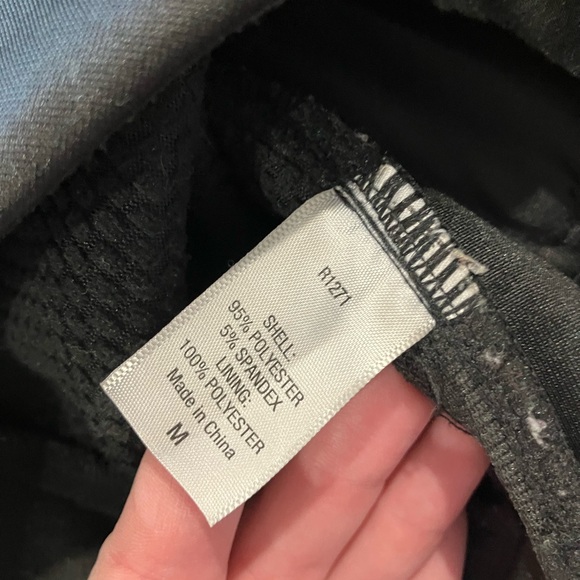 R1271
SHELL:
95% POLYESTER
5% SPANDEX
LINING:
100% POLYESTER
Made in China
M